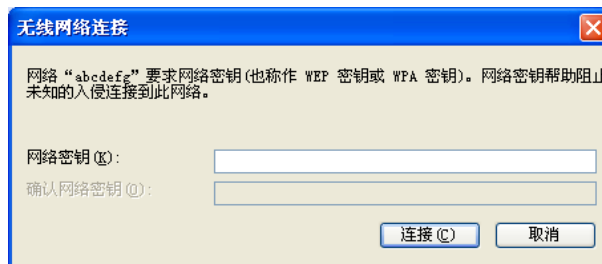 无线网络连接
网络“abcdefg”要求网络密钥(也称作 WEP 密钥或 WPA 密钥)。网络密钥帮助阻止
未知的入侵连接到此网络。
网络密钥(K):
确认网络密钥(O):
连接(C) 取消